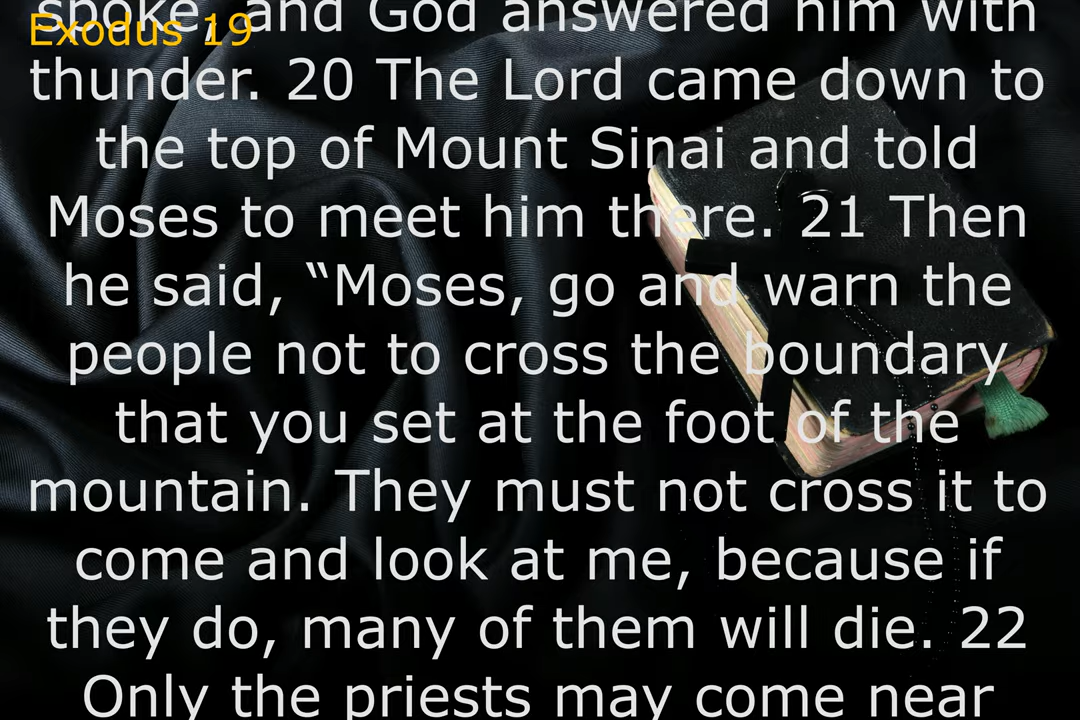 Exodus 19
spoke, and God answered him with
thunder. 20 The Lord came down to
the top of Mount Sinai and told
Moses to meet him there. 21 Then
he said, “Moses, go and warn the
people not to cross the boundary
that you set at the foot of the
mountain. They must not cross it to
come and look at me, because if
they do, many of them will die. 22
Only the priests may come near